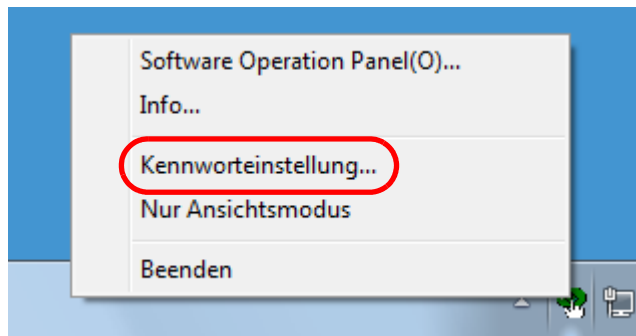 Software Operation Panel(O)...
Info...
Kennworteinstellung...
Nur Ansichtsmodus
Beenden